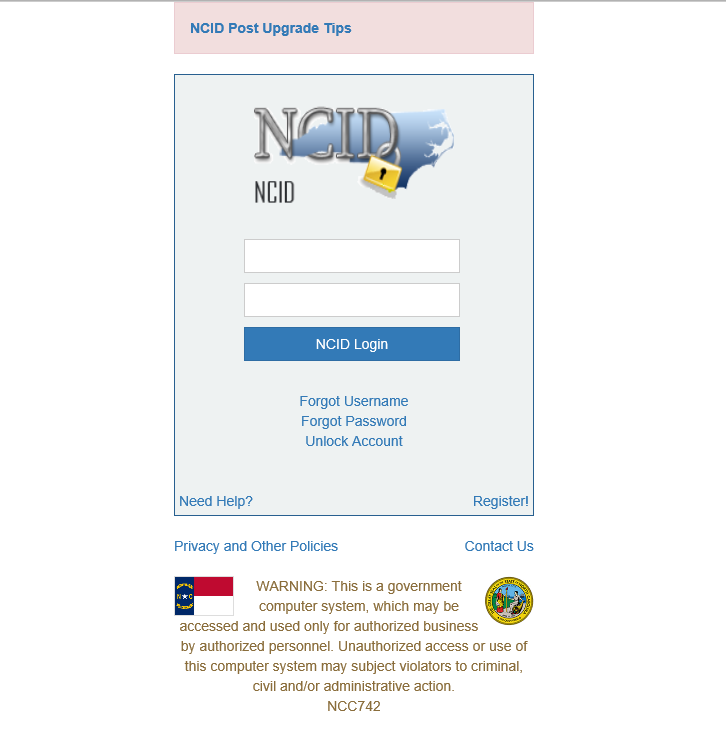 NCID Post Upgrade Tips
NCID
NCID
NCID Login
Forgot Username
Forgot Password
Unlock Account
Need Help? Register!
Privacy and Other Policies Contact Us
N C
WARNING: This is a government
computer system, which may be
accessed and used only for authorized business
by authorized personnel. Unauthorized access or use of
this computer system may subject violators to criminal,
civil and/or administrative action.
NCC742